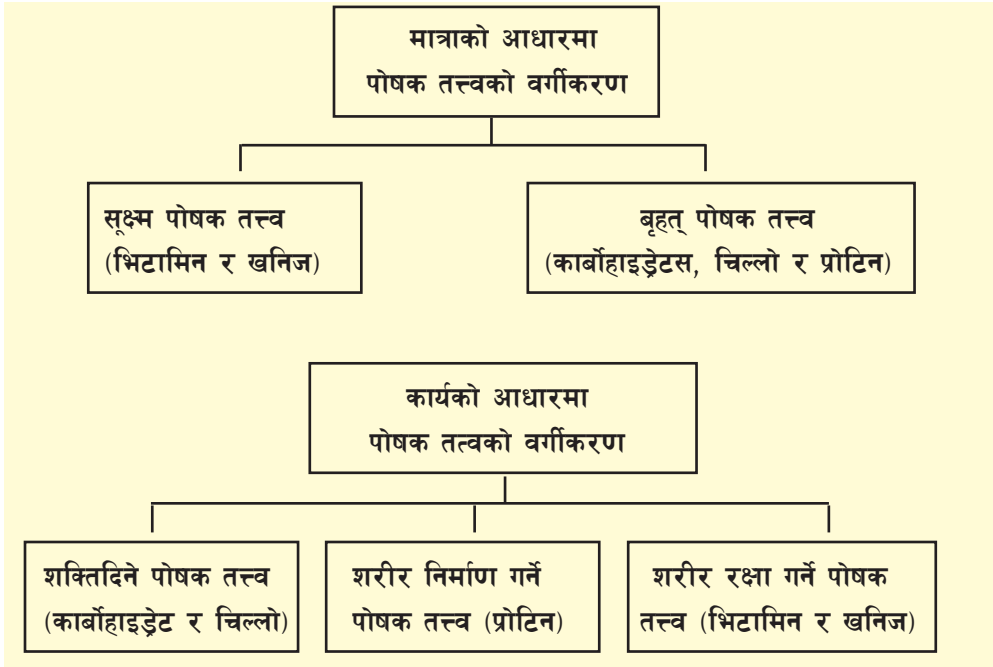 मात्राको आधारमा
पोषक तत्त्वको वर्गीकरण
सूक्ष्म पोषक तत्त्व
(भिटामिन र खनिज)
बृहत् पोषक तत्त्व
(कार्बोहाइड्रेटस, चिल्लो र प्रोटिन)
कार्यको आधारमा
पोषक तत्वको वर्गीकरण
शक्तिदिने पोषक तत्त्व
(कार्बोहाइड्रेट र चिल्लो)
शरीर निर्माण गर्ने
पोषक तत्त्व (प्रोटिन)
शरीर रक्षा गर्ने पोषक
तत्त्व (भिटामिन र खनिज)